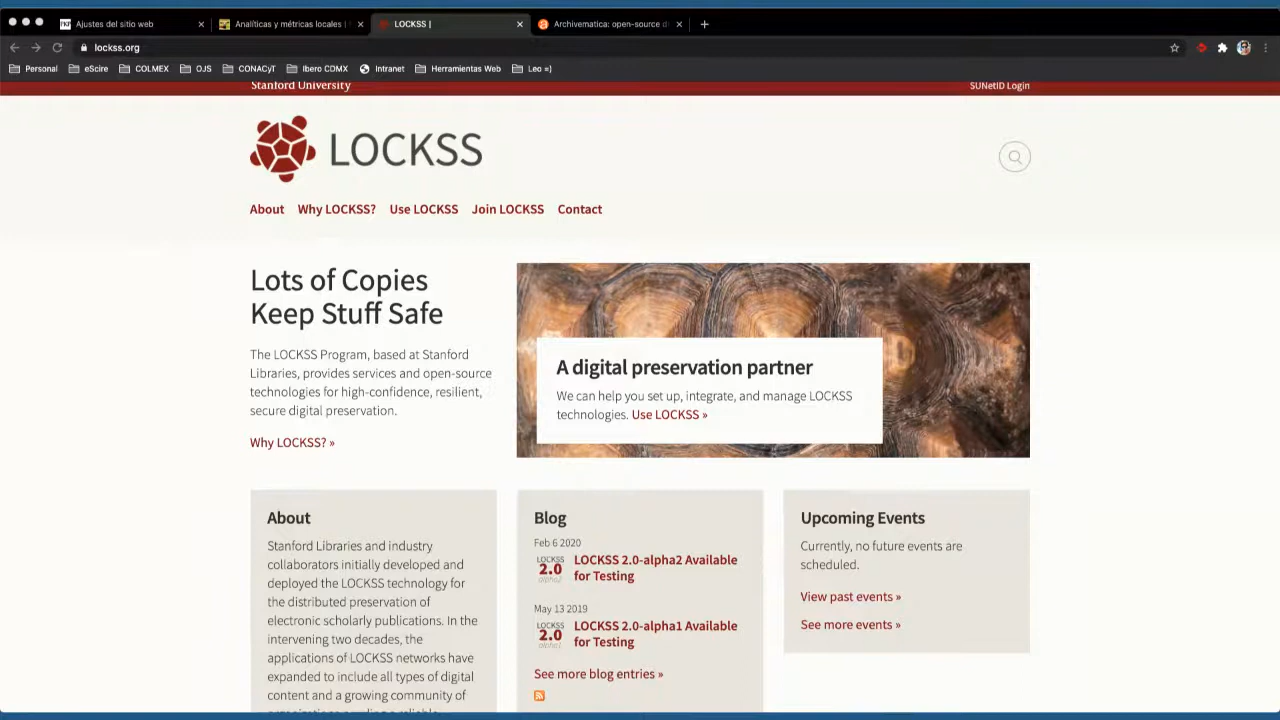 Ajustes del sitio web
Analíticas y métricas locales |
LOCKSS |
Archivematica: open-source d
lockss.org
Personal
eScire
COLMEX
OJS
CONACyT
Ibero CDMX
Intranet
Herramientas Web
Leo =)
Stanford University
SUNetID Login
LOCKSS
About
Why LOCKSS?
Use LOCKSS
Join LOCKSS
Contact
Lots of Copies
Keep Stuff Safe
The LOCKSS Program, based at Stanford
Libraries, provides services and open-source
technologies for high-confidence, resilient,
secure digital preservation.
Why LOCKSS? »
A digital preservation partner
We can help you set up, integrate, and manage LOCKSS
technologies. Use LOCKSS »
About
Stanford Libraries and industry
collaborators initially developed and
deployed the LOCKSS technology for
the distributed preservation of
electronic scholarly publications. In the
intervening two decades, the
applications of LOCKSS networks have
expanded to include all types of digital
content and a growing community of
Blog
Feb 6 2020
LOCKSS
2.0
alpha2
LOCKSS 2.0-alpha2 Available
for Testing
May 13 2019
LOCKSS
2.0
alpha1
LOCKSS 2.0-alpha1 Available
for Testing
See more blog entries »
Upcoming Events
Currently, no future events are
scheduled.
View past events »
See more events »